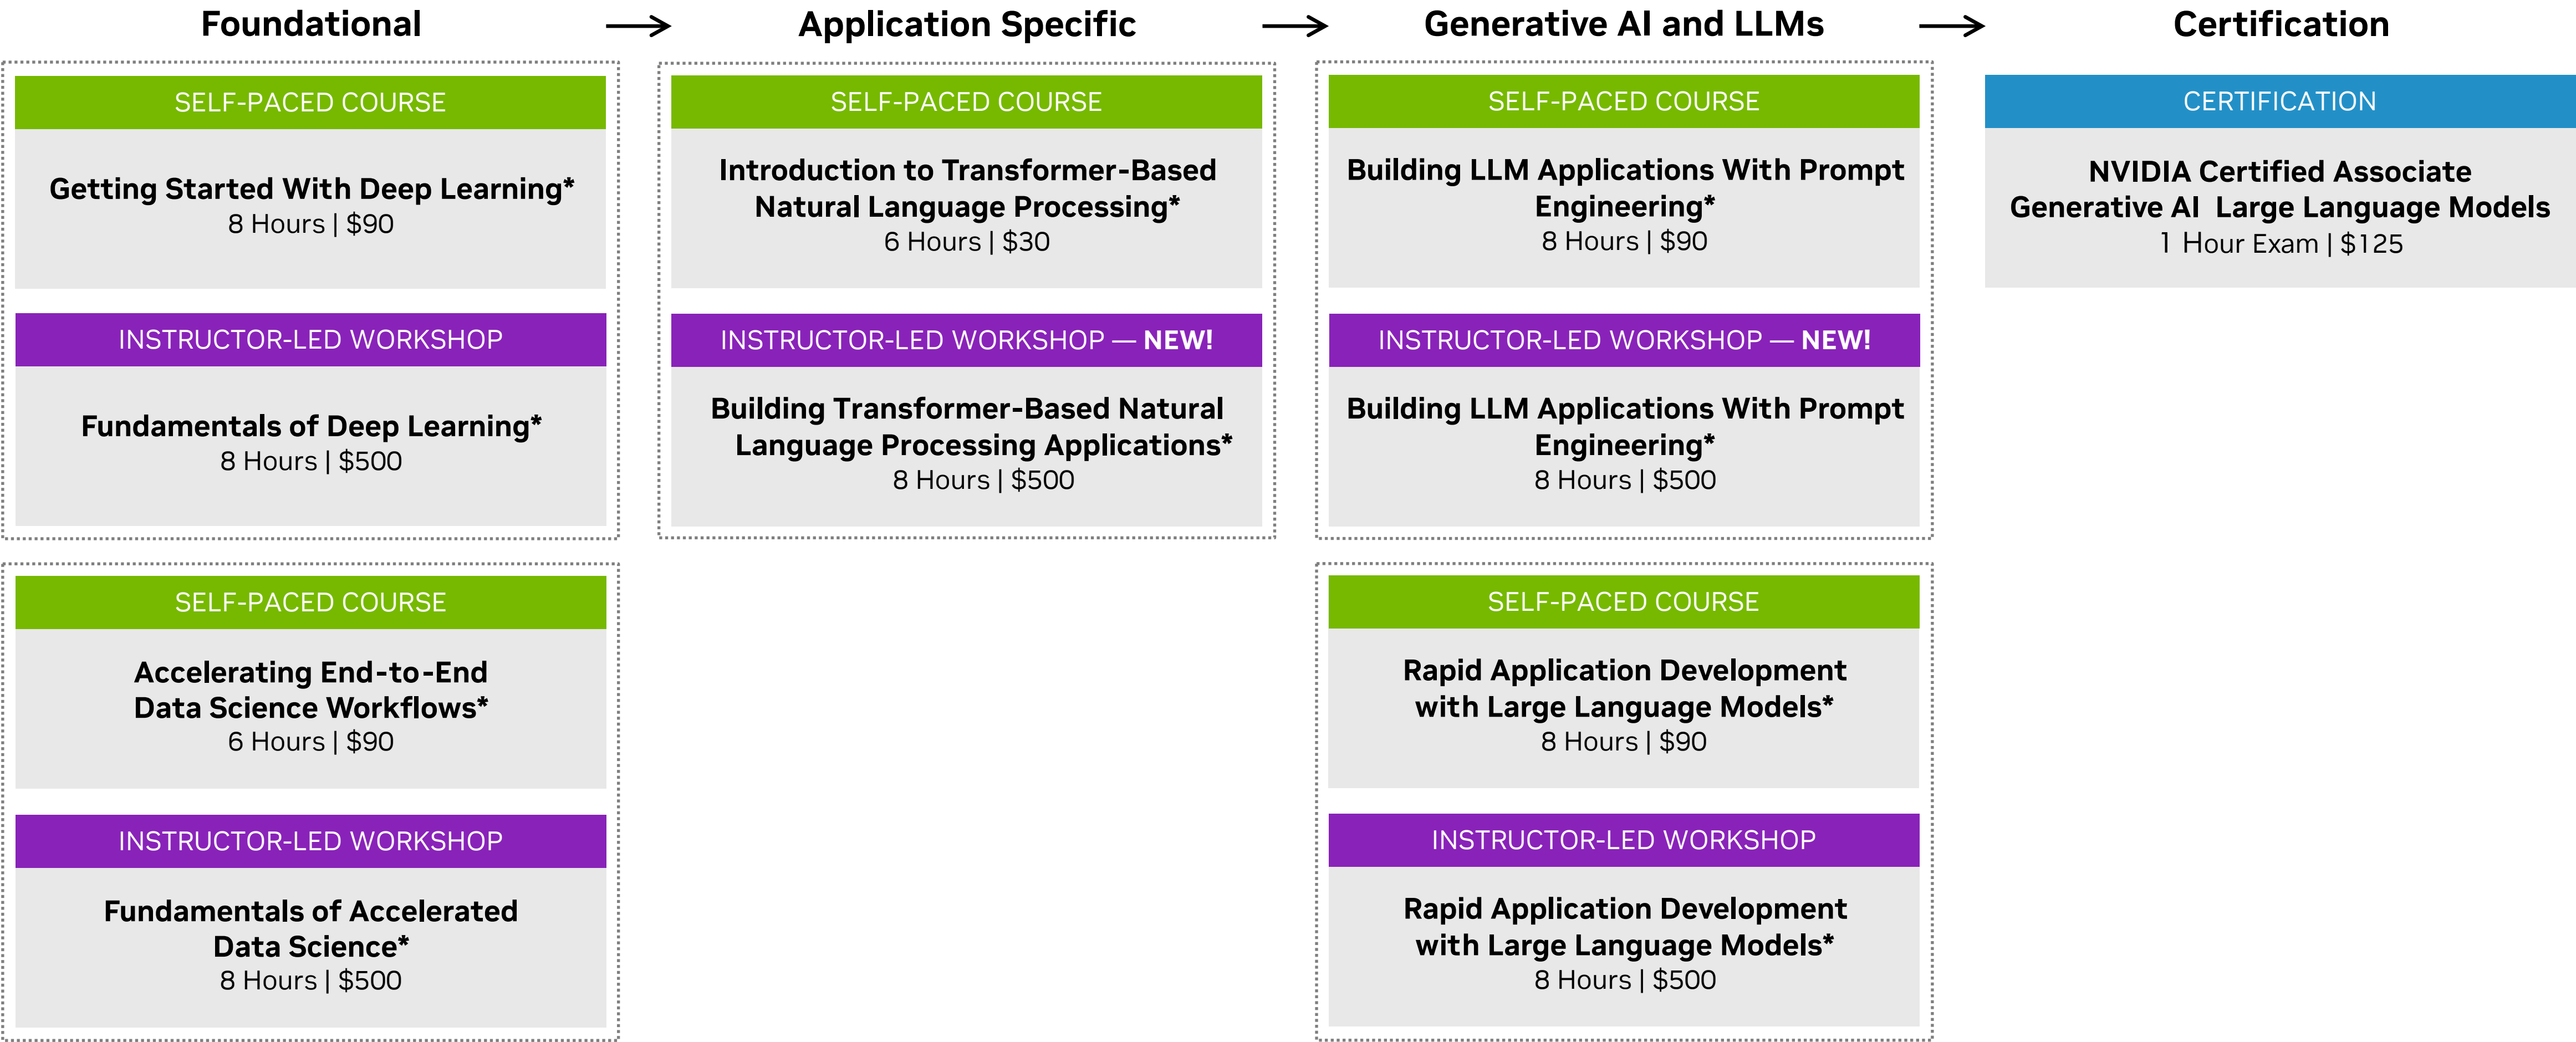 Foundational → Application Specific → Generative AI and LLMs → Certification
SELF-PACED COURSE
Getting Started With Deep Learning*
8 Hours | $90
INSTRUCTOR-LED WORKSHOP
Fundamentals of Deep Learning*
8 Hours | $500
SELF-PACED COURSE
Accelerating End-to-End
Data Science Workflows*
6 Hours | $90
INSTRUCTOR-LED WORKSHOP
Fundamentals of Accelerated
Data Science*
8 Hours | $500
SELF-PACED COURSE
Introduction to Transformer-Based
Natural Language Processing*
6 Hours | $30
INSTRUCTOR-LED WORKSHOP — NEW!
Building Transformer-Based Natural
Language Processing Applications*
8 Hours | $500
SELF-PACED COURSE
Building LLM Applications With Prompt
Engineering*
8 Hours | $90
INSTRUCTOR-LED WORKSHOP — NEW!
Building LLM Applications With Prompt
Engineering*
8 Hours | $500
SELF-PACED COURSE
Rapid Application Development
with Large Language Models*
8 Hours | $90
INSTRUCTOR-LED WORKSHOP
Rapid Application Development
with Large Language Models*
8 Hours | $500
CERTIFICATION
NVIDIA Certified Associate
Generative AI Large Language Models
1 Hour Exam | $125